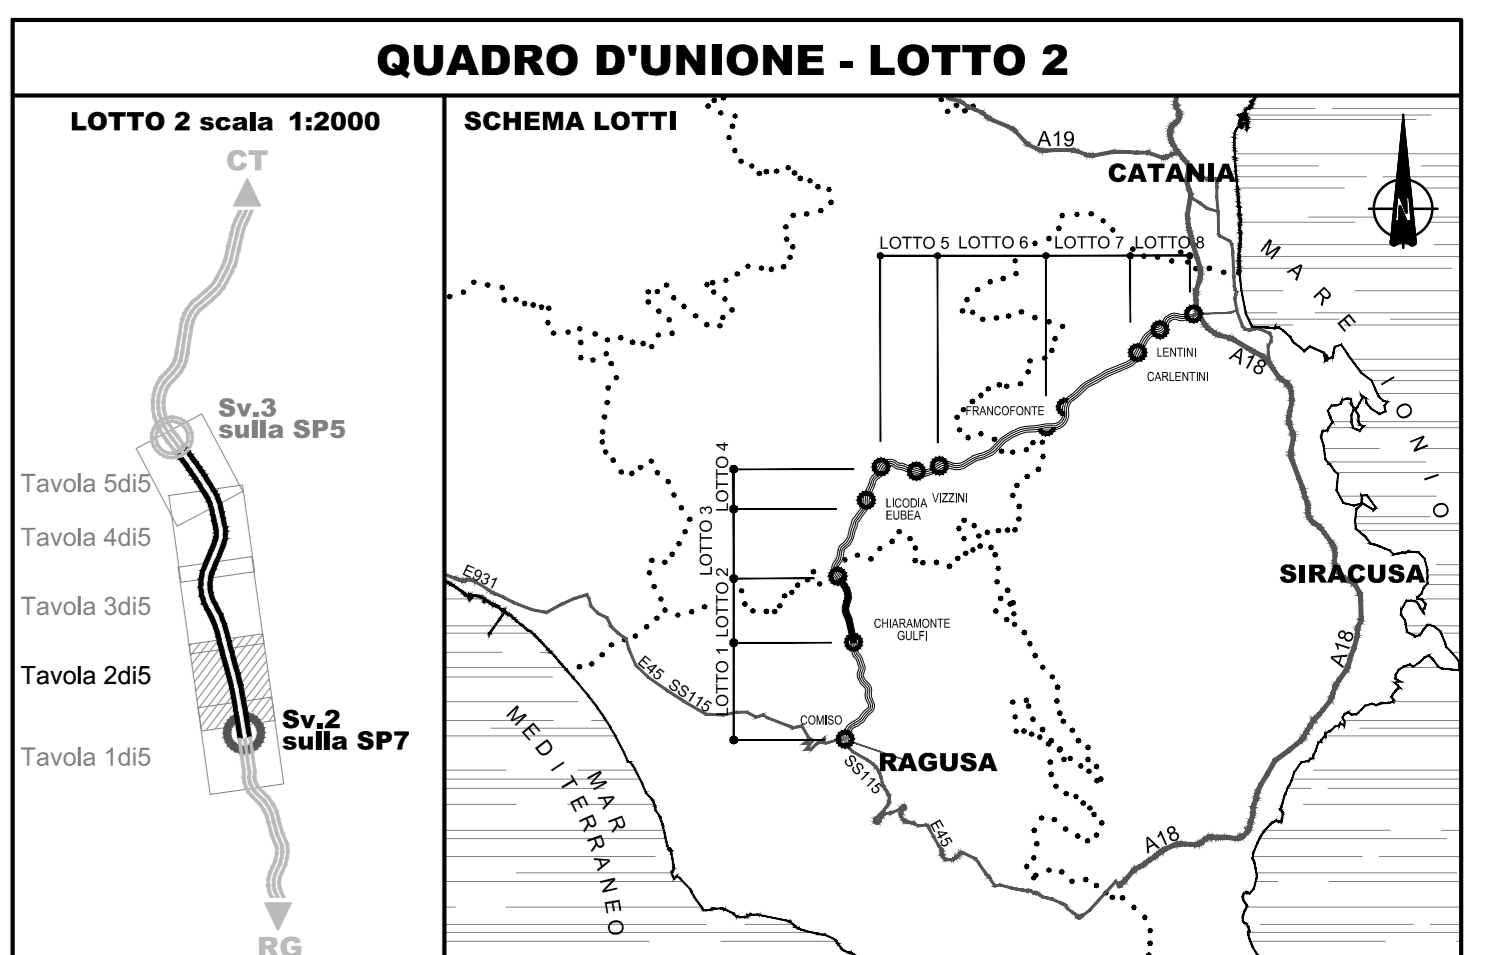 QUADRO D'UNIONE - LOTTO 2
LOTTO 2 scala 1:2000
CT
Sv.3
sulla SP5
Tavola 5di5
Tavola 4di5
Tavola 3di5
Tavola 2di5
Sv.2
sulla SP7
Tavola 1di5
RG
SCHEMA LOTTI
A19
CATANIA
N
LOTTO 5
LOTTO 6
LOTTO 7
LOTTO 8
MARE IONIO
LENTINI
CARLENTINI
A18
FRANCOFONTE
LOTTO 4
LICODIA
EUBEA
VIZZINI
LOTTO 3
E931
LOTTO 2
SIRACUSA
CHIARAMONTE
GULFI
LOTTO 1
E45 SS115
A18
COMISO
RAGUSA
SS115
MAR
MEDITERRANEO
E45
A18